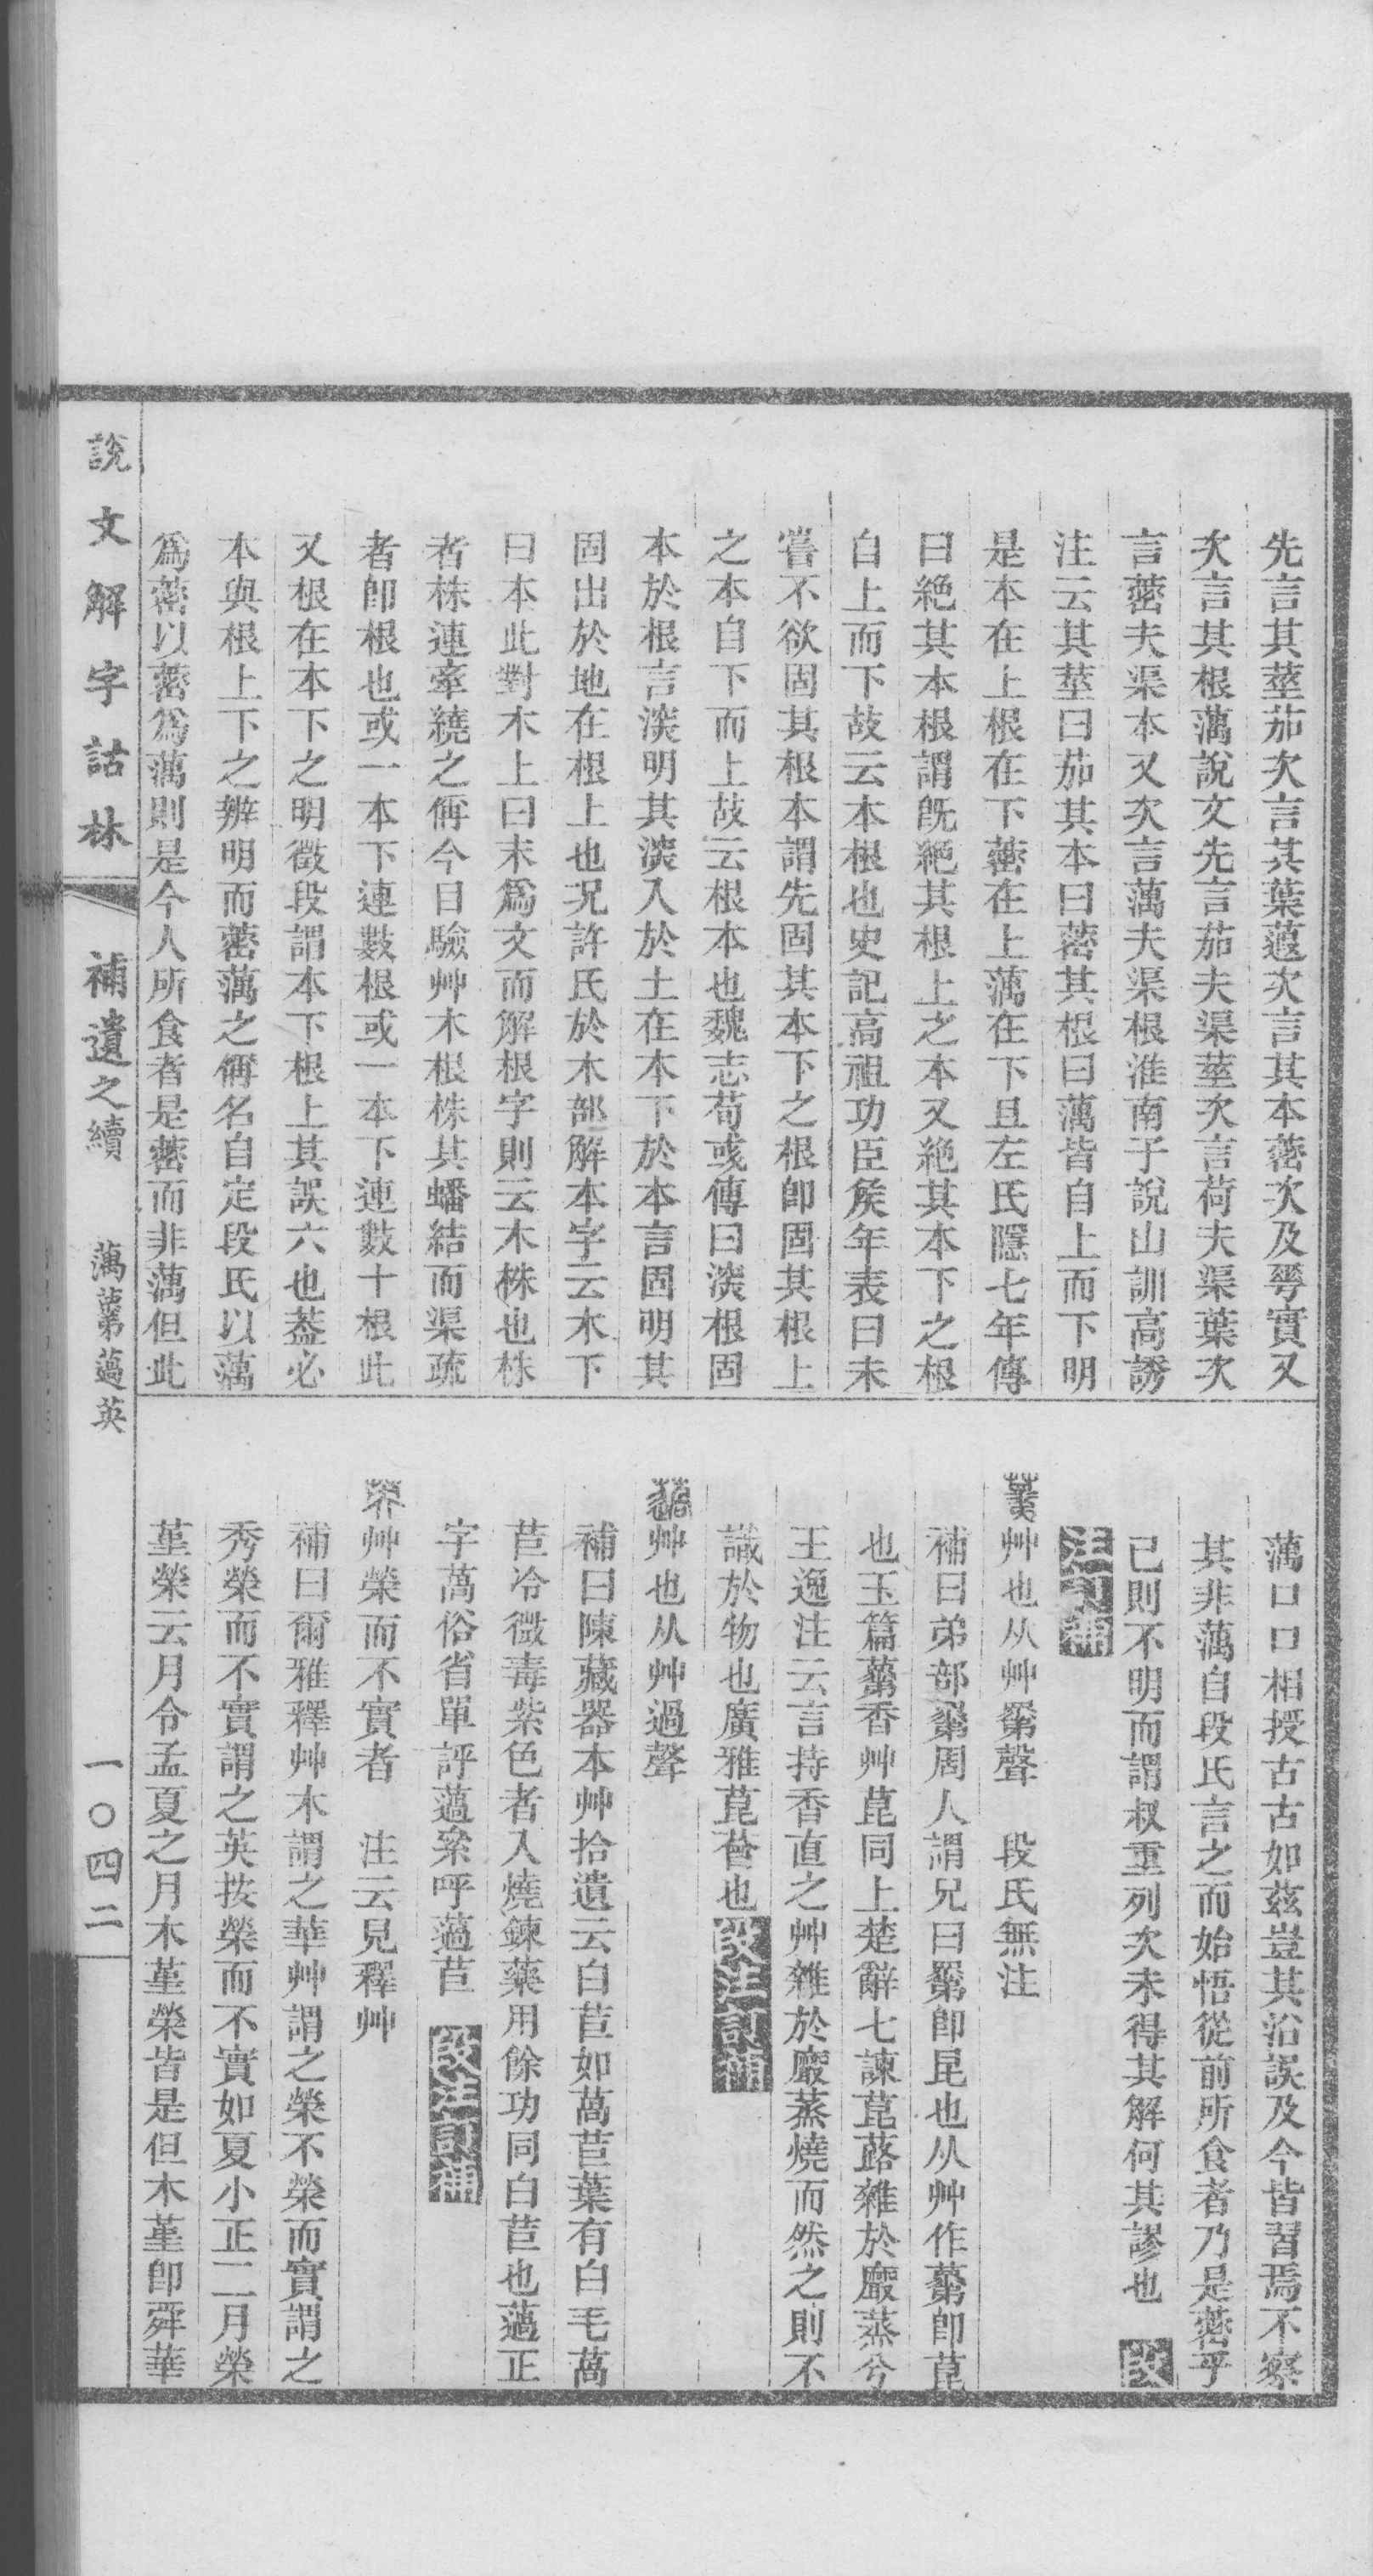 先言其莖茄次言其葉蕸次言其本蔤次及芛實又
次言其根蕅說文先言茄夫渠莖次言荷夫渠葉次
言蔤夫渠本又次言蕅夫渠根淮南子說山訓高誘
注云其莖曰茄其本曰蔤其根曰蕅皆自上而下明
是本在上根在下蔤在上蕅在下且左氏隱七年傳
曰絕其本根謂旣絕其根上之本又絕其本下之根
自上而下故云本根也史記高祖功臣矦年表曰未
嘗不欲固其根本謂先固其本下之根卽固其根上
之本自下而上故云根本也魏志荀彧傳曰深根固
本於根言深明其深入於土在本下於本言固明其
固出於地在根上也況許氏於木部解本字云木下
曰本此對木上曰末爲文而解根字則云木株也株
者株連牽繞之偁今目驗艸木根株其蟠結而渠疏
者卽根也或一本下連數根或一本下連數十根此
又根在本下之明徵段謂本下根上其誤六也葢必
本與根上下之辨明而蔤蕅之偁名自定段氏以蕅
爲蔤以蔤爲蕅則是今人所食者是蔤而非蕅但此
蕅口口相授古古如茲豈其沿誤及今皆習焉不察
其非蕅自段氏言之而始悟從前所食者乃是蔤乎
已則不明而謂叔重列次未得其解何其謬也 段
注訂補
艸也从艸䍞聲 段氏無注
補曰弟部䍞周人謂兄曰䍞卽昆也从艸作虋卽菎
也玉篇香艸菎同上楚辭七諫菎蕗雜於黀蒸兮
王逸注云言持香直之艸雜於黀蒸燒而然之則不
識於物也廣雅菎也段注訂補
艸也从艸過聲
補曰陳藏器本艸拾遺云白苣如萵苣葉有白毛萵
苣冷微毒紫色者入燒鍊藥用餘功同白苣也薖正
字萵俗省單評薖絫呼薖苣 段注訂補
艸榮而不實者 注云見釋艸
補曰爾雅釋艸木謂之華艸謂之榮不榮而實謂之
秀榮而不實謂之英按榮而不實如夏小正二月榮
堇榮云月令孟夏之月木堇榮皆是但木堇卽舜華
說文解字詁林 補遺之續 蕅薖英 一〇四二